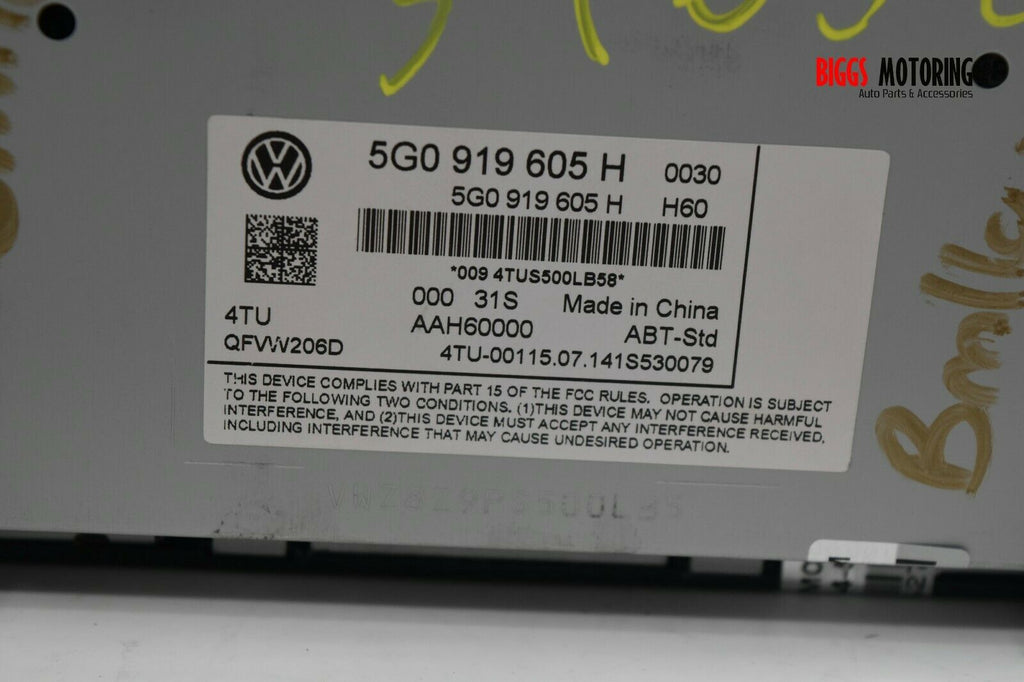 BIGGS MOTORING
Auto Parts & Accessories
5G0 919 605 H 0030
5G0 919 605 H H60
*009 4TUS500LB58*
000 31S Made in China
4TU AAH60000 ABT-Std
QFVW206D 4TU-00115.07.141S530079
THIS DEVICE COMPLIES WITH PART 15 OF THE FCC RULES. OPERATION IS SUBJECT
TO THE FOLLOWING TWO CONDITIONS. (1)THIS DEVICE MAY NOT CAUSE HARMFUL
INTERFERENCE, AND (2)THIS DEVICE MUST ACCEPT ANY INTERFERENCE RECEIVED,
INCLUDING INTERFERENCE THAT MAY CAUSE UNDESIRED OPERATION.